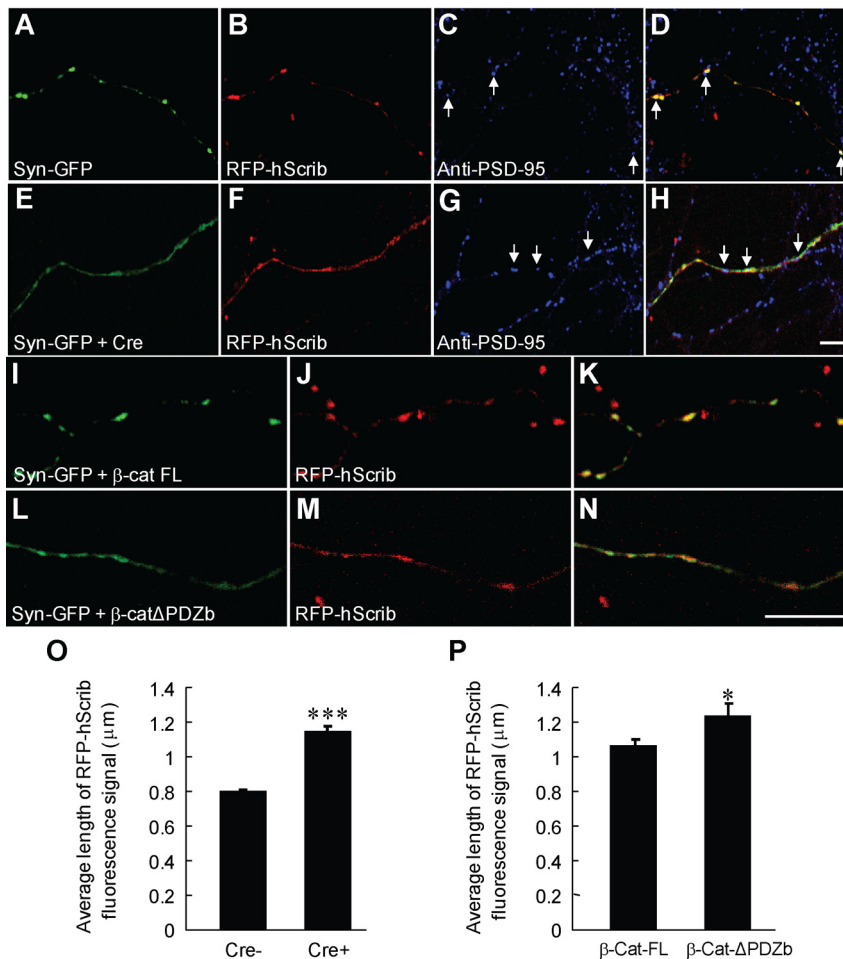 A
B
C
D
Syn-GFP
RFP-hScrib
Anti-PSD-95
E
F
G
H
Syn-GFP + Cre
RFP-hScrib
Anti-PSD-95
I
J
K
Syn-GFP + β-cat FL
RFP-hScrib
L
M
N
Syn-GFP + β-catΔPDZb
RFP-hScrib
O
Average length of RFP-hScrib
fluorescence signal (μm)
1.4
1.2
1
0.8
0.6
0.4
0.2
0
***
Cre-
Cre+
P
Average length of RFP-hScrib
fluorescence signal (μm)
1.4
1.2
1
0.8
0.6
0.4
0.2
0
*
β-Cat-FL
β-Cat-ΔPDZb